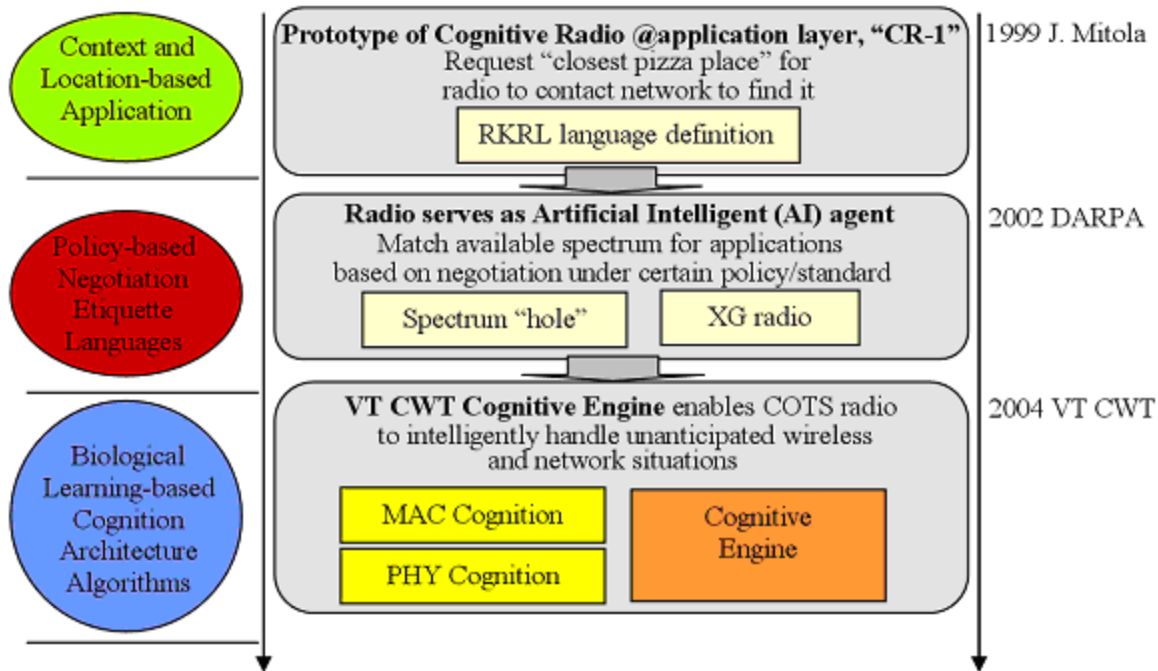 Context and
Location-based
Application
Prototype of Cognitive Radio @application layer, “CR-1”
Request “closest pizza place” for
radio to contact network to find it
RKRL language definition
1999 J. Mitola
Policy-based
Negotiation
Etiquette
Languages
Radio serves as Artificial Intelligent (AI) agent
Match available spectrum for applications
based on negotiation under certain policy/standard
Spectrum “hole”
XG radio
2002 DARPA
Biological
Learning-based
Cognition
Architecture
Algorithms
VT CWT Cognitive Engine enables COTS radio
to intelligently handle unanticipated wireless
and network situations
MAC Cognition
PHY Cognition
Cognitive
Engine
2004 VT CWT